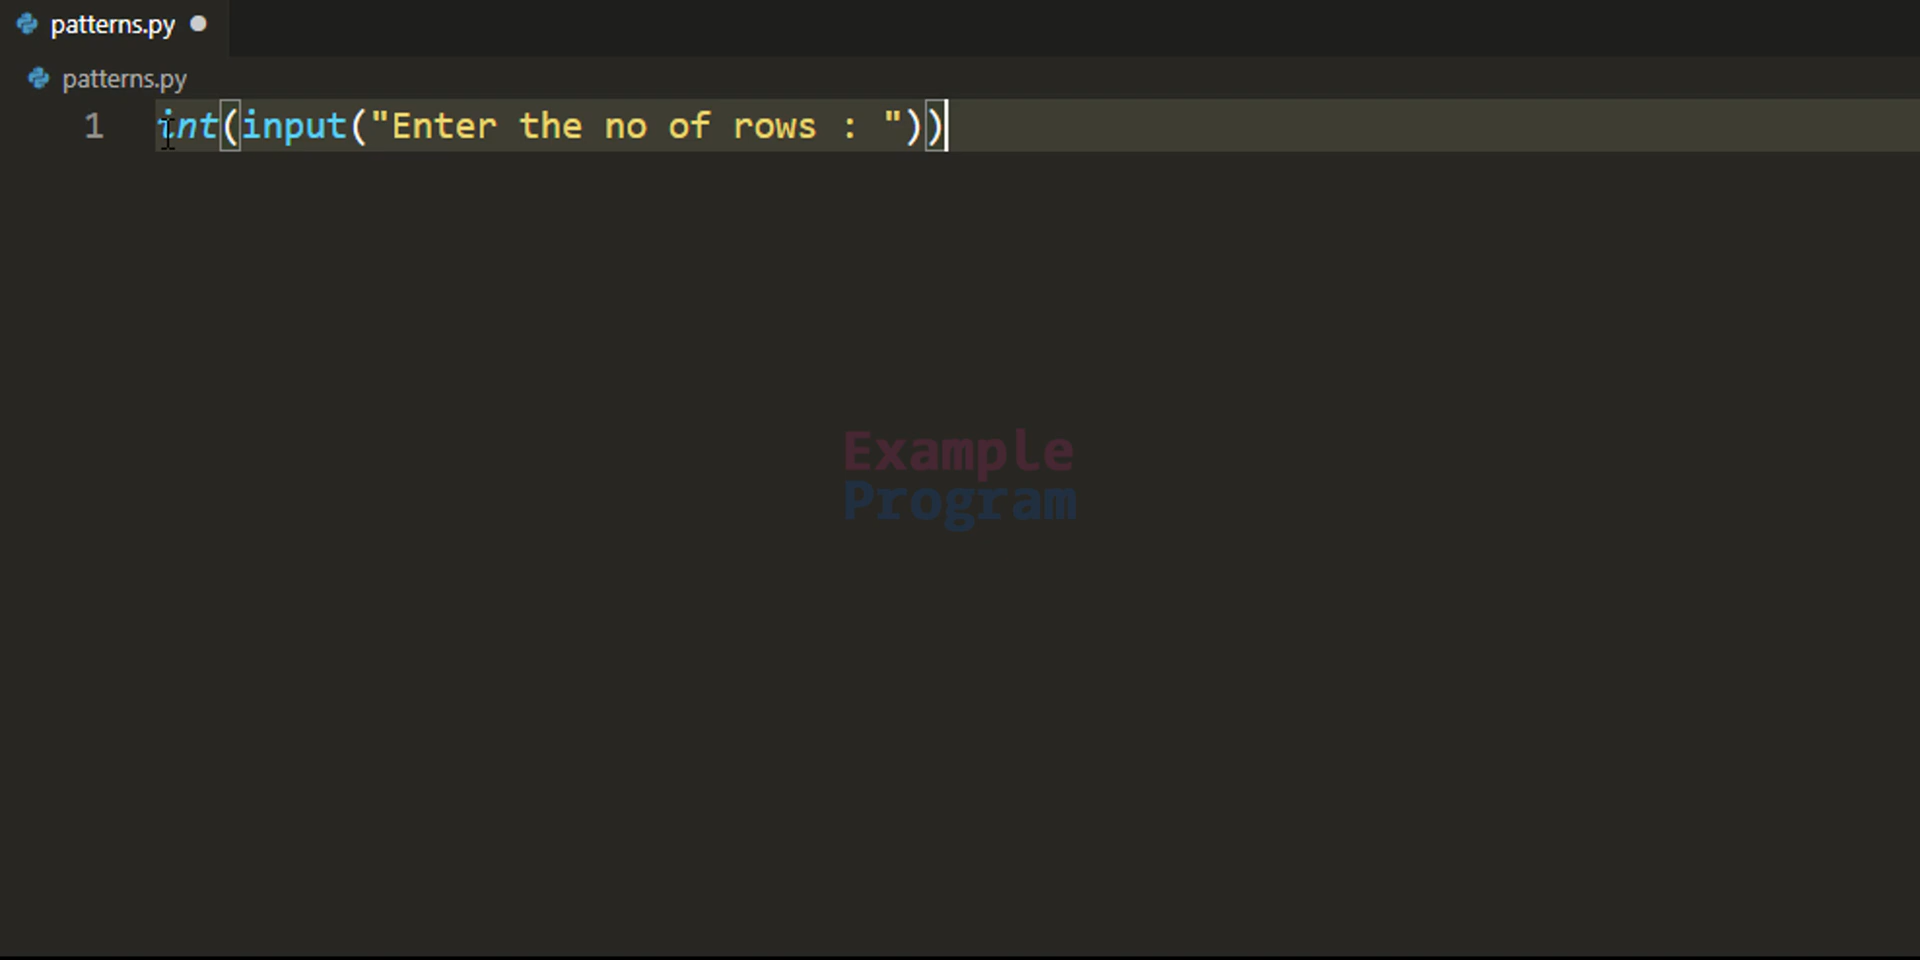 patterns.py
patterns.py
1 int(input("Enter the no of rows : "))
Example
Program